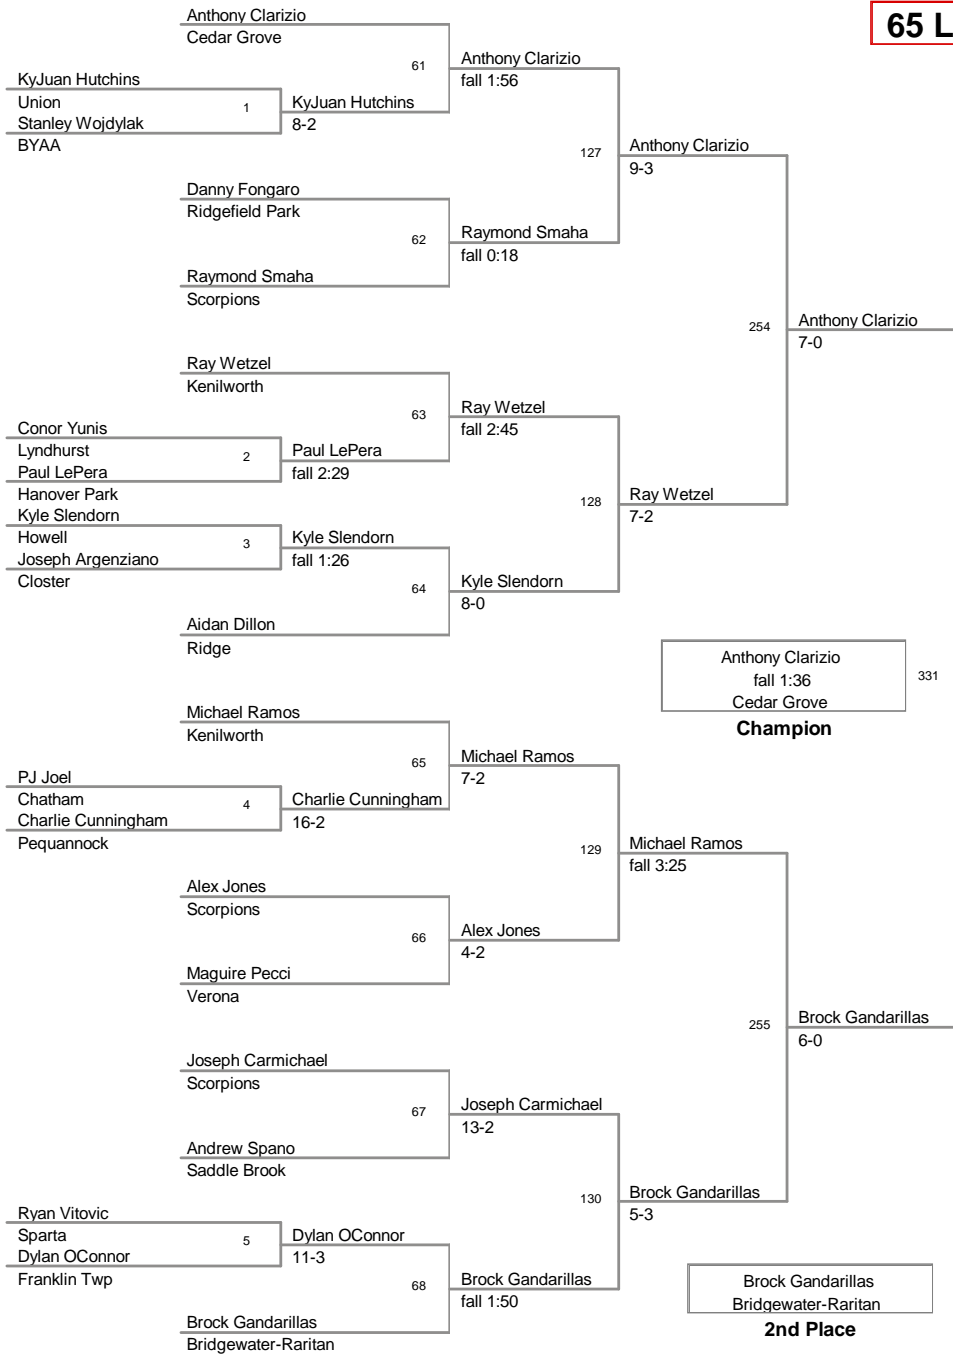 Anthony Clarizio
Cedar Grove
65 L
61
Anthony Clarizio
fall 1:56
KyJuan Hutchins
Union
1
KyJuan Hutchins
8-2
Stanley Wojdylak
BYAA
127
Anthony Clarizio
9-3
Danny Fongaro
Ridgefield Park
62
Raymond Smaha
fall 0:18
Raymond Smaha
Scorpions
254
Anthony Clarizio
7-0
Ray Wetzel
Kenilworth
63
Ray Wetzel
fall 2:45
Conor Yunis
Lyndhurst
2
Paul LePera
fall 2:29
Paul LePera
Hanover Park
128
Ray Wetzel
7-2
Kyle Slendorn
Howell
3
Kyle Slendorn
fall 1:26
Joseph Argenziano
Closter
64
Kyle Slendorn
8-0
Aidan Dillon
Ridge
Anthony Clarizio
fall 1:36
Cedar Grove
331
Champion
Michael Ramos
Kenilworth
65
Michael Ramos
7-2
PJ Joel
Chatham
4
Charlie Cunningham
16-2
Charlie Cunningham
Pequannock
129
Michael Ramos
fall 3:25
Alex Jones
Scorpions
66
Alex Jones
4-2
Maguire Pecci
Verona
255
Brock Gandarillas
6-0
Joseph Carmichael
Scorpions
67
Joseph Carmichael
13-2
Andrew Spano
Saddle Brook
130
Brock Gandarillas
5-3
Ryan Vitovic
Sparta
5
Dylan OConnor
11-3
Dylan OConnor
Franklin Twp
68
Brock Gandarillas
fall 1:50
Brock Gandarillas
Bridgewater-Raritan
Brock Gandarillas
Bridgewater-Raritan
2nd Place